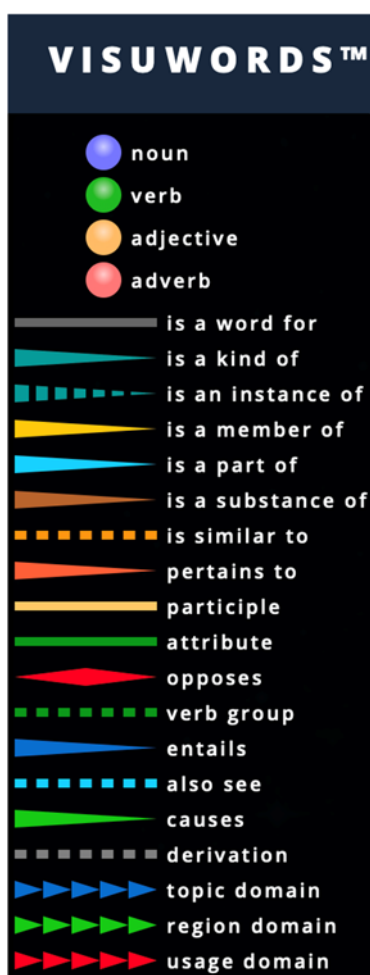 VISUWORDS™
noun
verb
adjective
adverb
is a word for
is a kind of
is an instance of
is a member of
is a part of
is a substance of
is similar to
pertains to
participle
attribute
opposes
verb group
entails
also see
causes
derivation
topic domain
region domain
usage domain